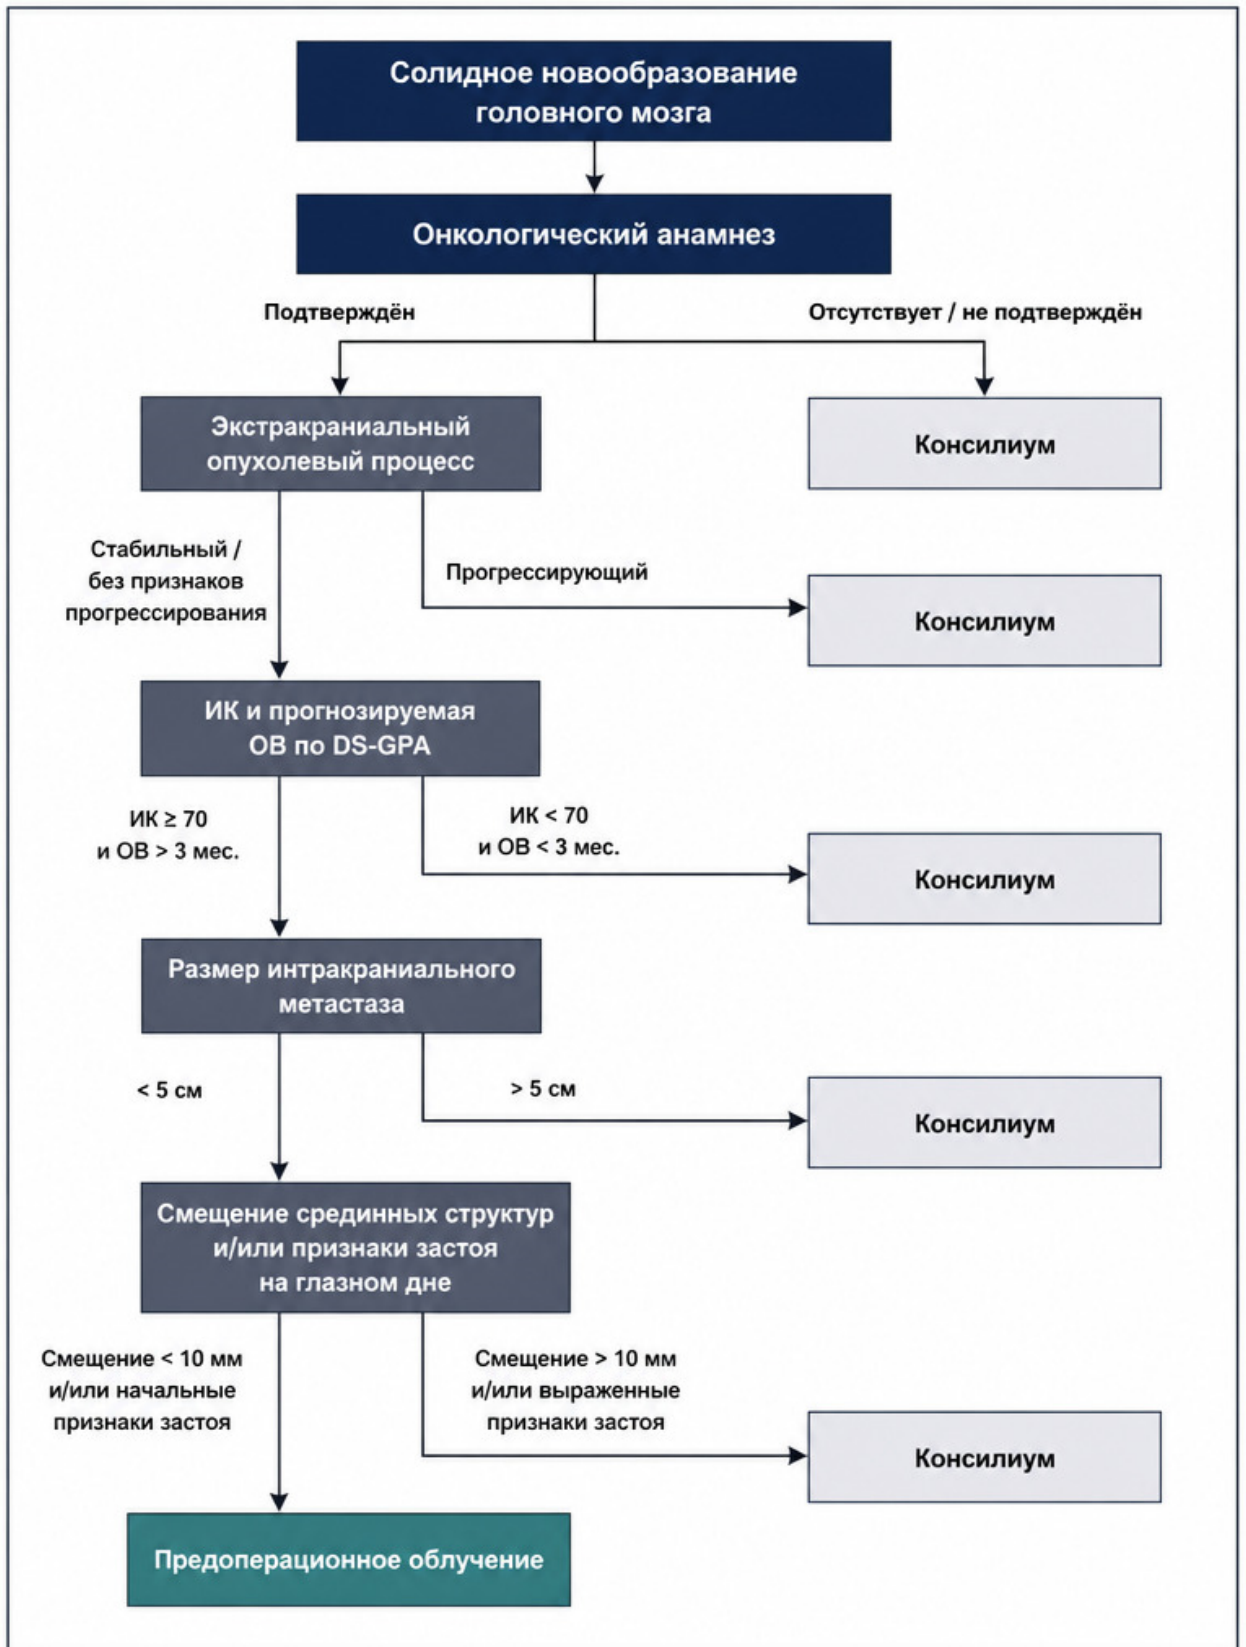 Солидное новообразование
головного мозга
Онкологический анамнез
Подтверждён
Отсутствует / не подтверждён
Экстракраниальный
опухолевый процесс
Консилиум
Стабильный /
без признаков
прогрессирования
Прогрессирующий
Консилиум
ИК и прогнозируемая
ОВ по DS-GPA
ИК ≥ 70
и ОВ > 3 мес.
ИК < 70
и ОВ < 3 мес.
Консилиум
Размер интракраниального
метастаза
< 5 см
> 5 см
Консилиум
Смещение срединных структур
и/или признаки застоя
на глазном дне
Смещение < 10 мм
и/или начальные
признаки застоя
Смещение > 10 мм
и/или выраженные
признаки застоя
Консилиум
Предоперационное облучение